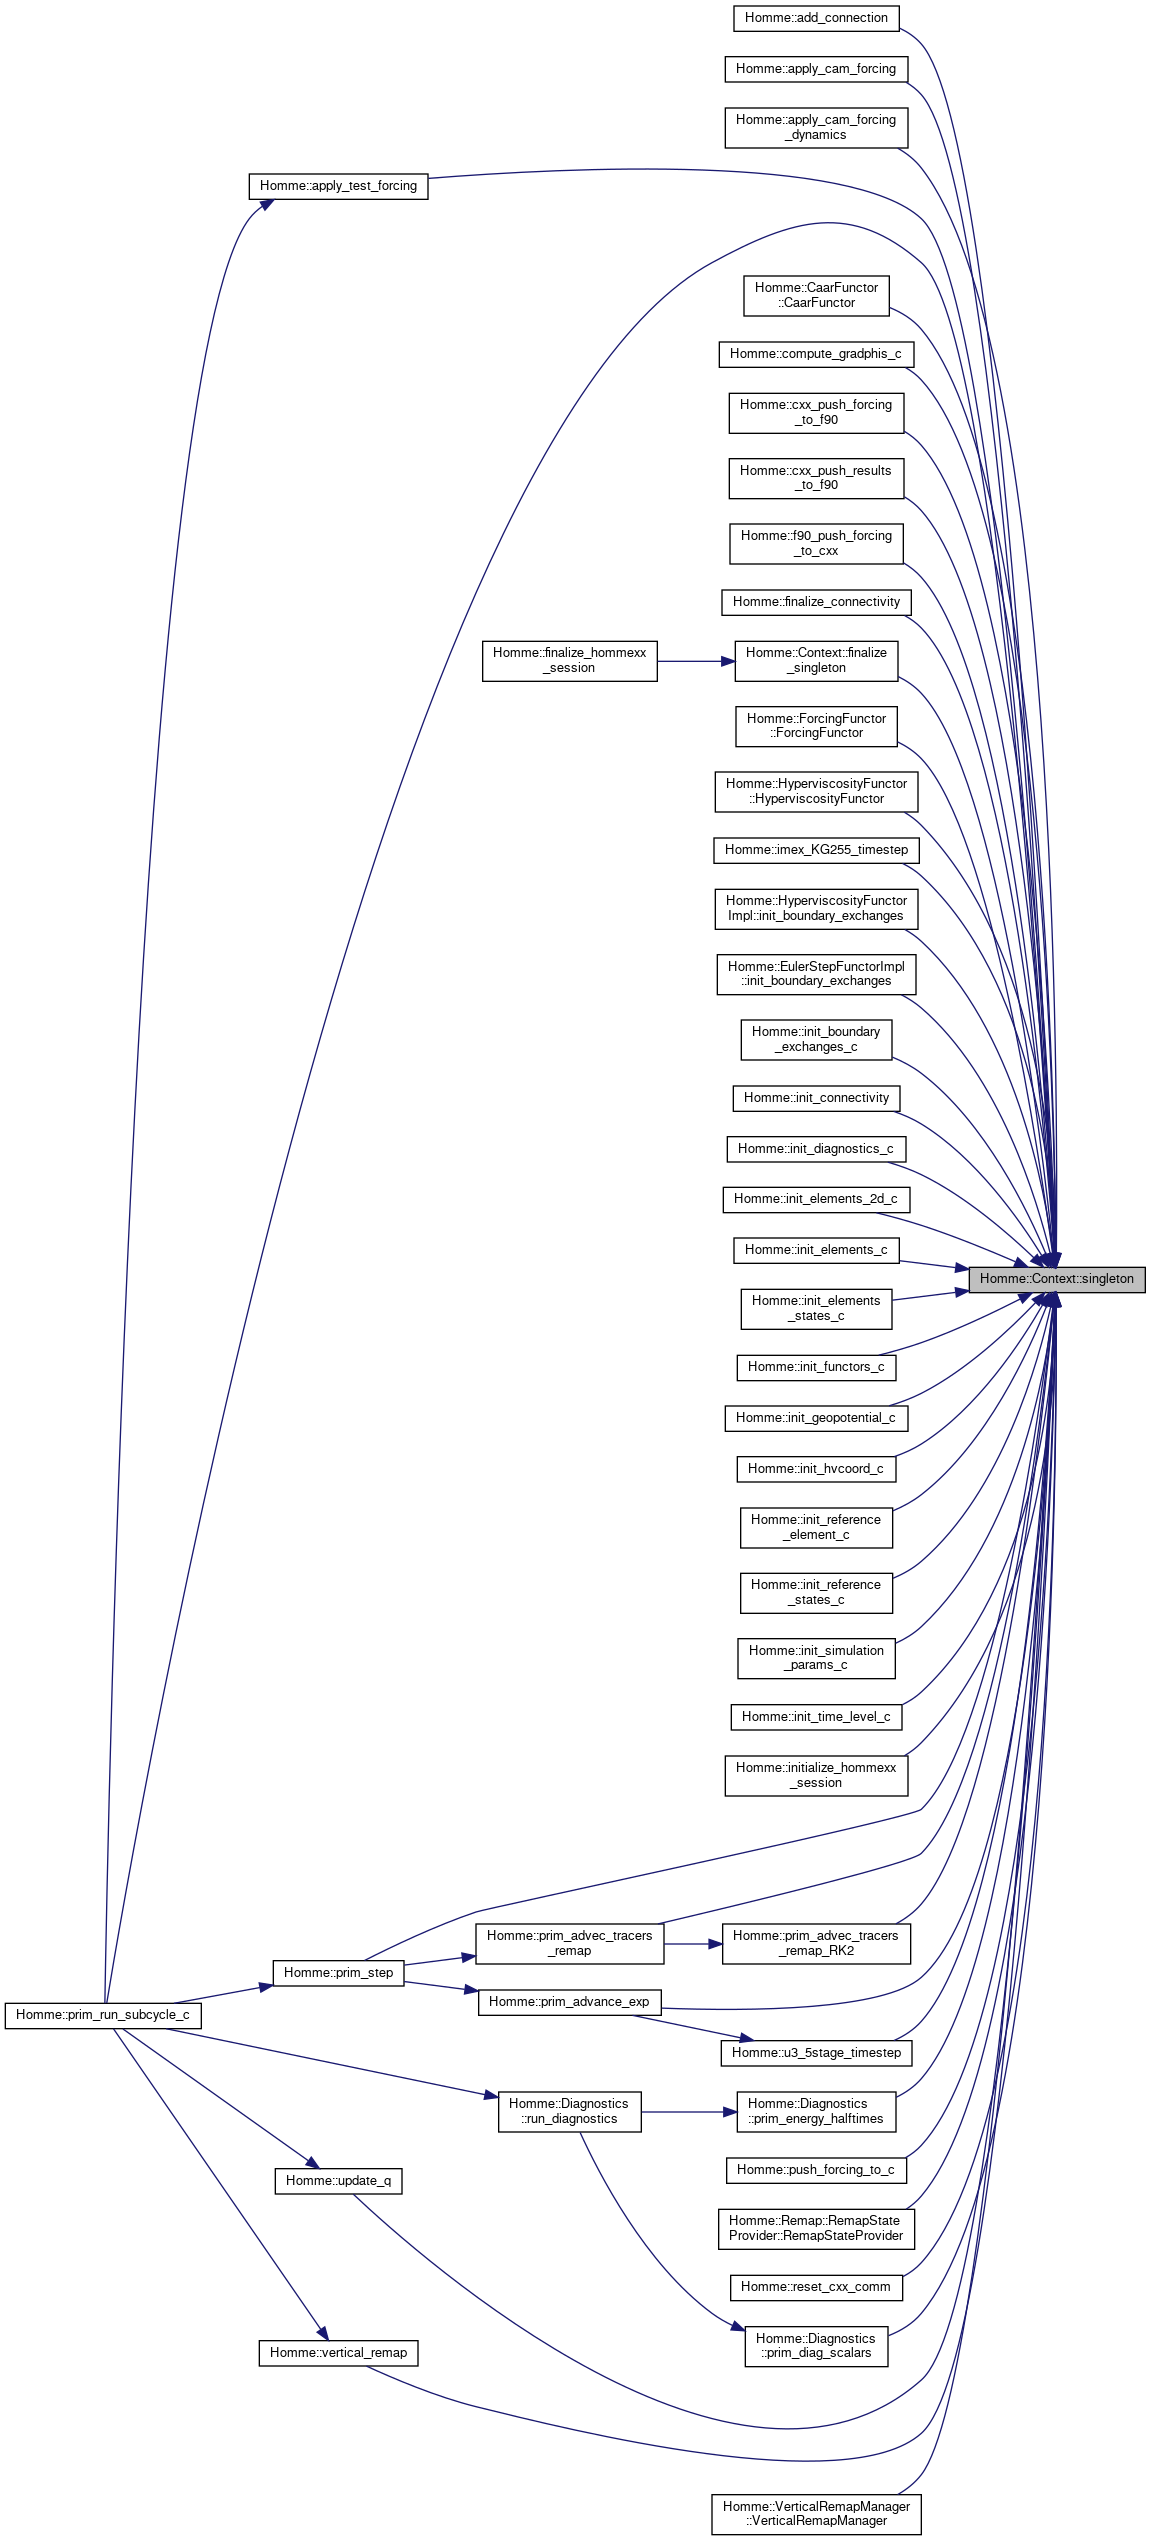 Homme::add_connection
Homme::apply_cam_forcing
Homme::apply_cam_forcing
_dynamics
Homme::apply_test_forcing
Homme::CaarFunctor
::CaarFunctor
Homme::compute_gradphis_c
Homme::cxx_push_forcing
_to_f90
Homme::cxx_push_results
_to_f90
Homme::f90_push_forcing
_to_cxx
Homme::finalize_connectivity
Homme::finalize_hommexx
_session
Homme::Context::finalize
_singleton
Homme::ForcingFunctor
::ForcingFunctor
Homme::HyperviscosityFunctor
::HyperviscosityFunctor
Homme::imex_KG255_timestep
Homme::HyperviscosityFunctor
Impl::init_boundary_exchanges
Homme::EulerStepFunctorImpl
::init_boundary_exchanges
Homme::init_boundary
_exchanges_c
Homme::init_connectivity
Homme::init_diagnostics_c
Homme::init_elements_2d_c
Homme::init_elements_c
Homme::Context::singleton
Homme::init_elements
_states_c
Homme::init_functors_c
Homme::init_geopotential_c
Homme::init_hvcoord_c
Homme::init_reference
_element_c
Homme::init_reference
_states_c
Homme::init_simulation
_params_c
Homme::init_time_level_c
Homme::initialize_hommexx
_session
Homme::prim_advec_tracers
_remap
Homme::prim_advec_tracers
_remap_RK2
Homme::prim_step
Homme::prim_advance_exp
Homme::prim_run_subcycle_c
Homme::u3_5stage_timestep
Homme::Diagnostics
::run_diagnostics
Homme::Diagnostics
::prim_energy_halftimes
Homme::push_forcing_to_c
Homme::update_q
Homme::Remap::RemapState
Provider::RemapStateProvider
Homme::reset_cxx_comm
Homme::Diagnostics
::prim_diag_scalars
Homme::vertical_remap
Homme::VerticalRemapManager
::VerticalRemapManager